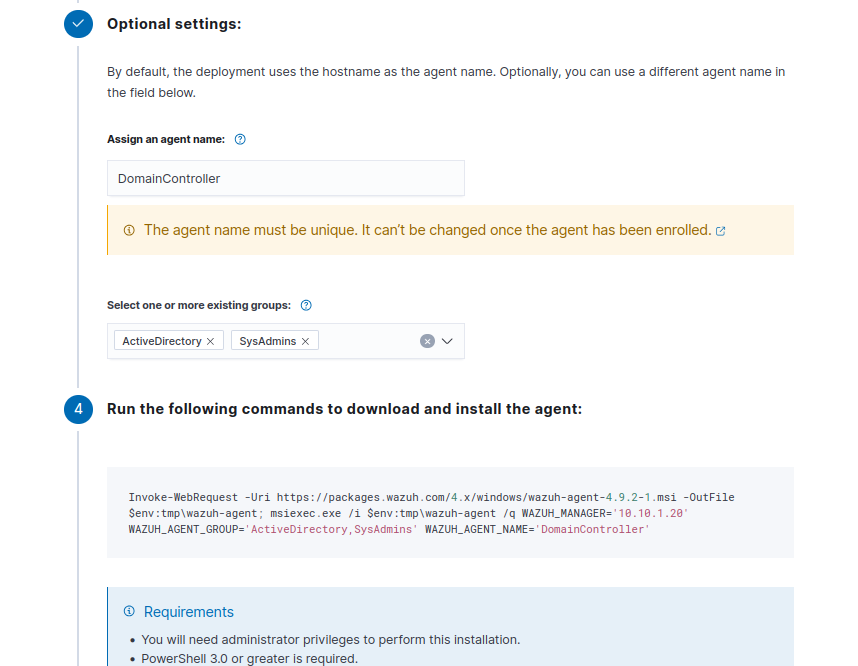 Optional settings:
By default, the deployment uses the hostname as the agent name. Optionally, you can use a different agent name in
the field below.
Assign an agent name:
DomainController
The agent name must be unique. It can’t be changed once the agent has been enrolled.
Select one or more existing groups:
ActiveDirectory SysAdmins
4 Run the following commands to download and install the agent:
Invoke-WebRequest -Uri https://packages.wazuh.com/4.x/windows/wazuh-agent-4.9.2-1.msi -OutFile
$env:tmp\wazuh-agent; msiexec.exe /i $env:tmp\wazuh-agent /q WAZUH_MANAGER='10.10.1.20'
WAZUH_AGENT_GROUP='ActiveDirectory,SysAdmins' WAZUH_AGENT_NAME='DomainController'
Requirements
• You will need administrator privileges to perform this installation.
• PowerShell 3.0 or greater is required.